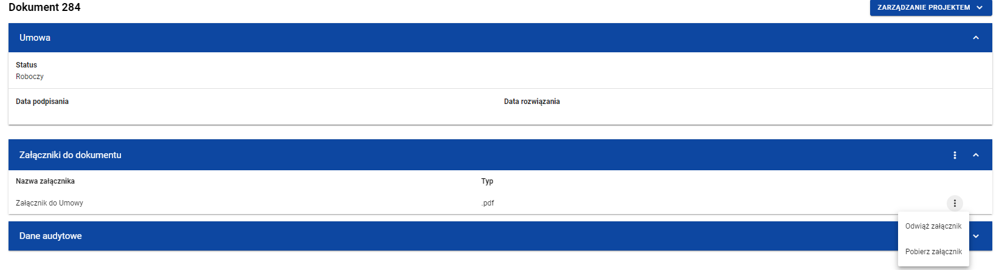 Dokument 284
ZARZĄDZANIE PROJEKTEM
Umowa
Status
Roboczy
Data podpisania
Data rozwiązania
Załączniki do dokumentu
Nazwa załącznika
Typ
Załącznik do Umowy
.pdf
Odwiąż załącznik
Dane audytowe
Pobierz załącznik